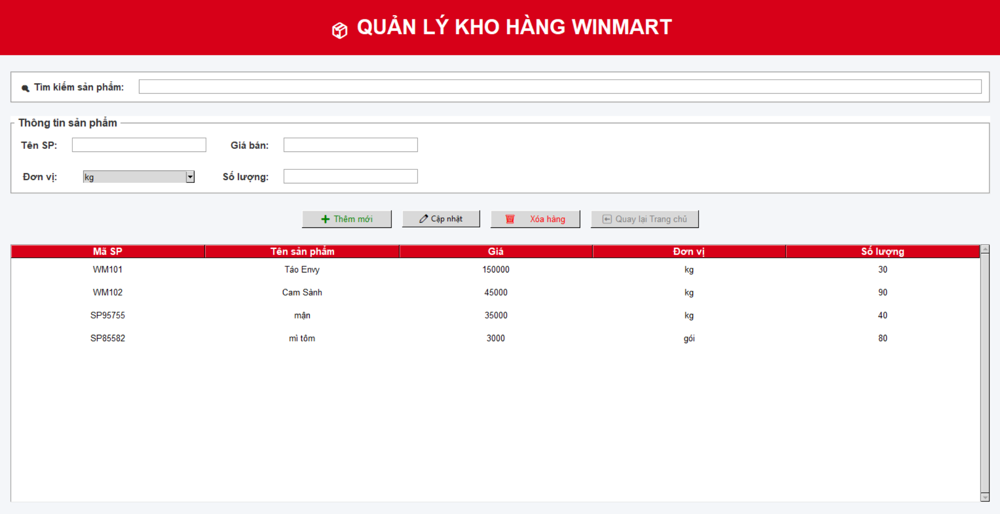 QUẢN LÝ KHO HÀNG WINMART
Tìm kiếm sản phẩm:
Thông tin sản phẩm
Tên SP: Giá bán:
Đơn vị: kg Số lượng:
Thêm mới Cập nhật Xóa hàng Quay lại Trang chủ
Mã SP Tên sản phẩm Giá Đơn vị Số lượng
WM101 Táo Envy 150000 kg 30
WM102 Cam Sành 45000 kg 90
SP95755 mận 35000 kg 40
SP85582 mì tôm 3000 gói 80